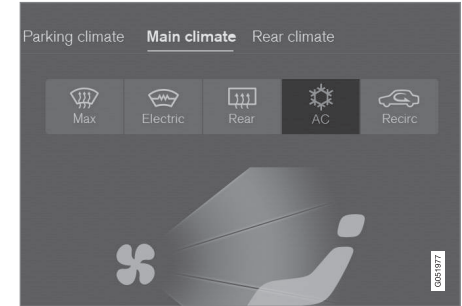 Parking climate Main climate Rear climate
Max Electric Rear AC Recirc
G051977